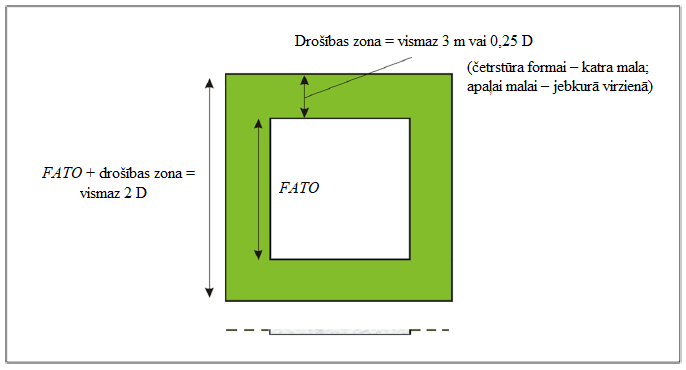 Drošības zona = vismaz 3 m vai 0,25 D
(četrstūra formai – katra mala;
apaļai malai – jebkurā virzienā)
FATO + drošības zona =
vismaz 2 D
FATO